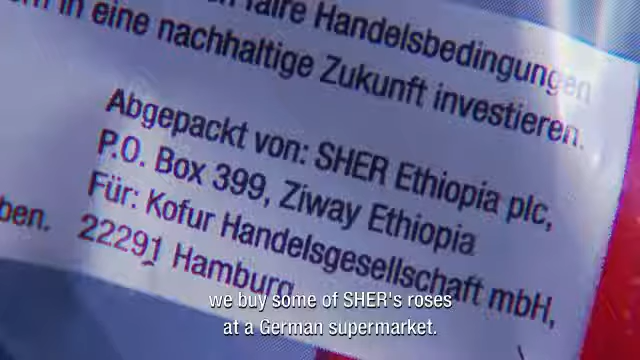 faire Handelsbedingungen
in eine nachhaltige Zukunft investieren.
Abgepackt von: SHER Ethiopia plc,
P.O. Box 399, Ziway Ethiopia
Für: Kofur Handelsgesellschaft mbH,
ben. 22291 Hamburg
we buy some of SHER's roses
at a German supermarket.